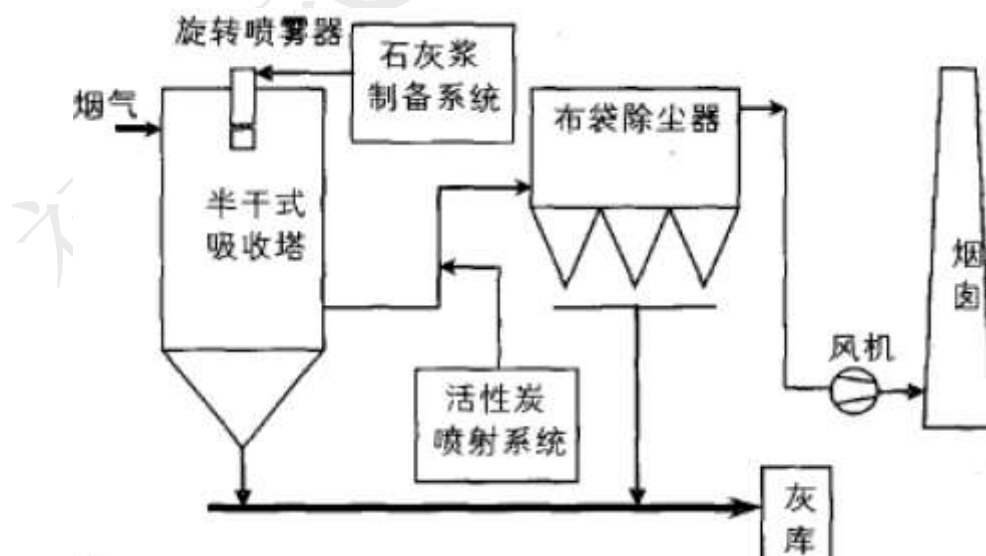 旋转喷雾器
石灰浆
制备系统
烟气
布袋除尘器
半干式
吸收塔
烟
囱
风机
活性炭
喷射系统
灰
库